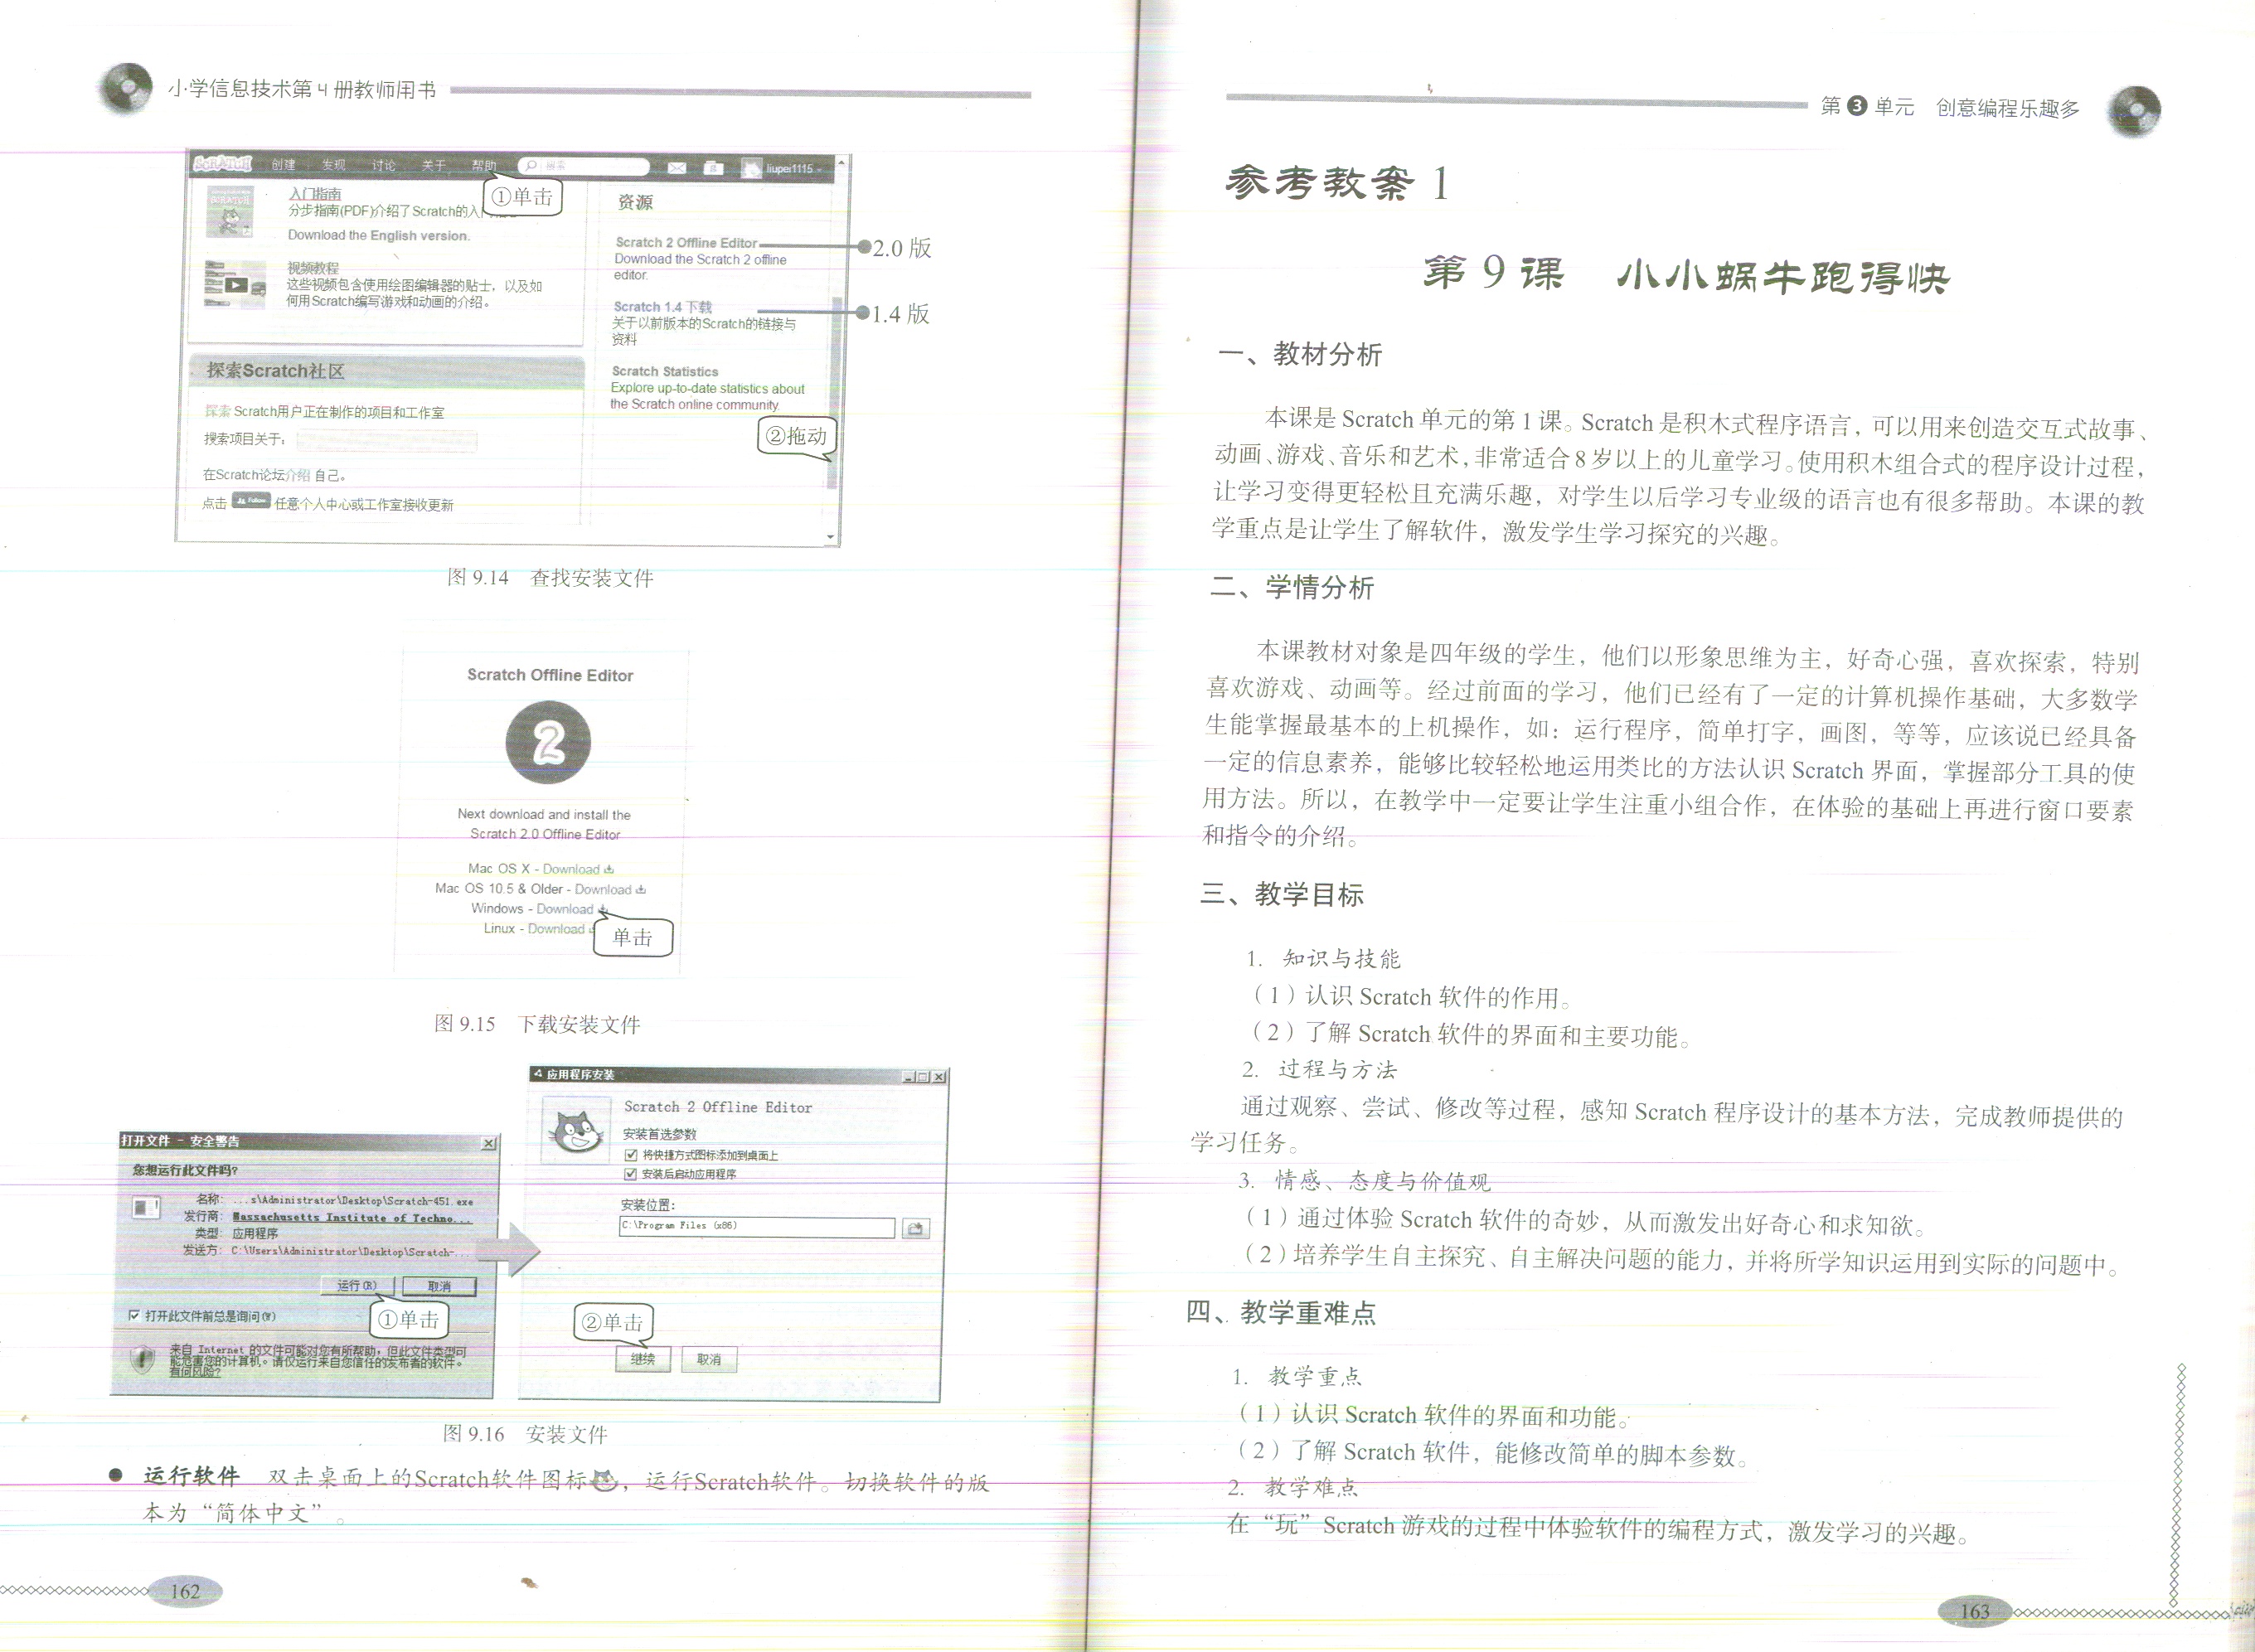 小学信息技术第4册教师用书
SCRATCH 创建 发现 讨论 关于 帮助 搜索 liupei1115
①单击
入门指南
分步指南(PDF)介绍了Scratch的入门
Download the English version.
视频教程
这些视频包含使用绘图编辑器的贴士，以及如
何用Scratch编写游戏和动画的介绍。
探索Scratch社区
探索 Scratch用户正在制作的项目和工作室
搜索项目关于:
在Scratch论坛介绍 自己。
点击 Follow 任意个人中心或工作室接收更新
资源
Scratch 2 Offline Editor
Download the Scratch 2 offline
editor.
Scratch 1.4 下载
关于以前版本的Scratch的链接与
资料
Scratch Statistics
Explore up-to-date statistics about
the Scratch online community.
②拖动
2.0 版
1.4 版
图 9.14 查找安装文件
Scratch Offline Editor
2
Next download and install the
Scratch 2.0 Offline Editor
Mac OS X - Download
Mac OS 10.5 & Older - Download
Windows - Download
Linux - Download
单击
图 9.15 下载安装文件
打开文件 - 安全警告
您想运行此文件吗?
名称: ...s\Administrator\Desktop\Scratch-451.exe
发行商: Massachusetts Institute of Techno...
类型: 应用程序
发送方: C:\Users\Administrator\Desktop\Scratch-...
运行(R) 取消
①单击
打开此文件前总是询问(W)
来自 Internet 的文件可能对您有所帮助，但此文件类型可
能危害您的计算机。请仅运行来自您信任的发布者的软件。
有何风险?
应用程序安装
Scratch 2 Offline Editor
安装首选参数
将快捷方式图标添加到桌面上
安装后启动应用程序
安装位置:
C:\Program Files (x86)
②单击
继续 取消
图 9.16 安装文件
● 运行软件 双击桌面上的Scratch软件图标，运行Scratch软件。切换软件的版
本为“简体中文”。
162
第3单元 创意编程乐趣多
参考教案 1
第 9 课 小小蜗牛跑得快
一、教材分析
本课是 Scratch 单元的第 1 课。Scratch 是积木式程序语言，可以用来创造交互式故事、
动画、游戏、音乐和艺术，非常适合 8 岁以上的儿童学习。使用积木组合式的程序设计过程，
让学习变得更轻松且充满乐趣，对学生以后学习专业级的语言也有很多帮助。本课的教
学重点是让学生了解软件，激发学生学习探究的兴趣。
二、学情分析
本课教材对象是四年级的学生，他们以形象思维为主，好奇心强，喜欢探索，特别
喜欢游戏、动画等。经过前面的学习，他们已经有了一定的计算机操作基础，大多数学
生能掌握最基本的上机操作，如：运行程序，简单打字，画图，等等，应该说已经具备
一定的信息素养，能够比较轻松地运用类比的方法认识 Scratch 界面，掌握部分工具的使
用方法。所以，在教学中一定要让学生注重小组合作，在体验的基础上再进行窗口要素
和指令的介绍。
三、教学目标
1. 知识与技能
（1）认识 Scratch 软件的作用。
（2）了解 Scratch 软件的界面和主要功能。
2. 过程与方法
通过观察、尝试、修改等过程，感知 Scratch 程序设计的基本方法，完成教师提供的
学习任务。
3. 情感、态度与价值观
（1）通过体验 Scratch 软件的奇妙，从而激发出好奇心和求知欲。
（2）培养学生自主探究、自主解决问题的能力，并将所学知识运用到实际的问题中。
四、教学重难点
1. 教学重点
（1）认识 Scratch 软件的界面和功能。
（2）了解 Scratch 软件，能修改简单的脚本参数。
2. 教学难点
在“玩”Scratch 游戏的过程中体验软件的编程方式，激发学习的兴趣。
163